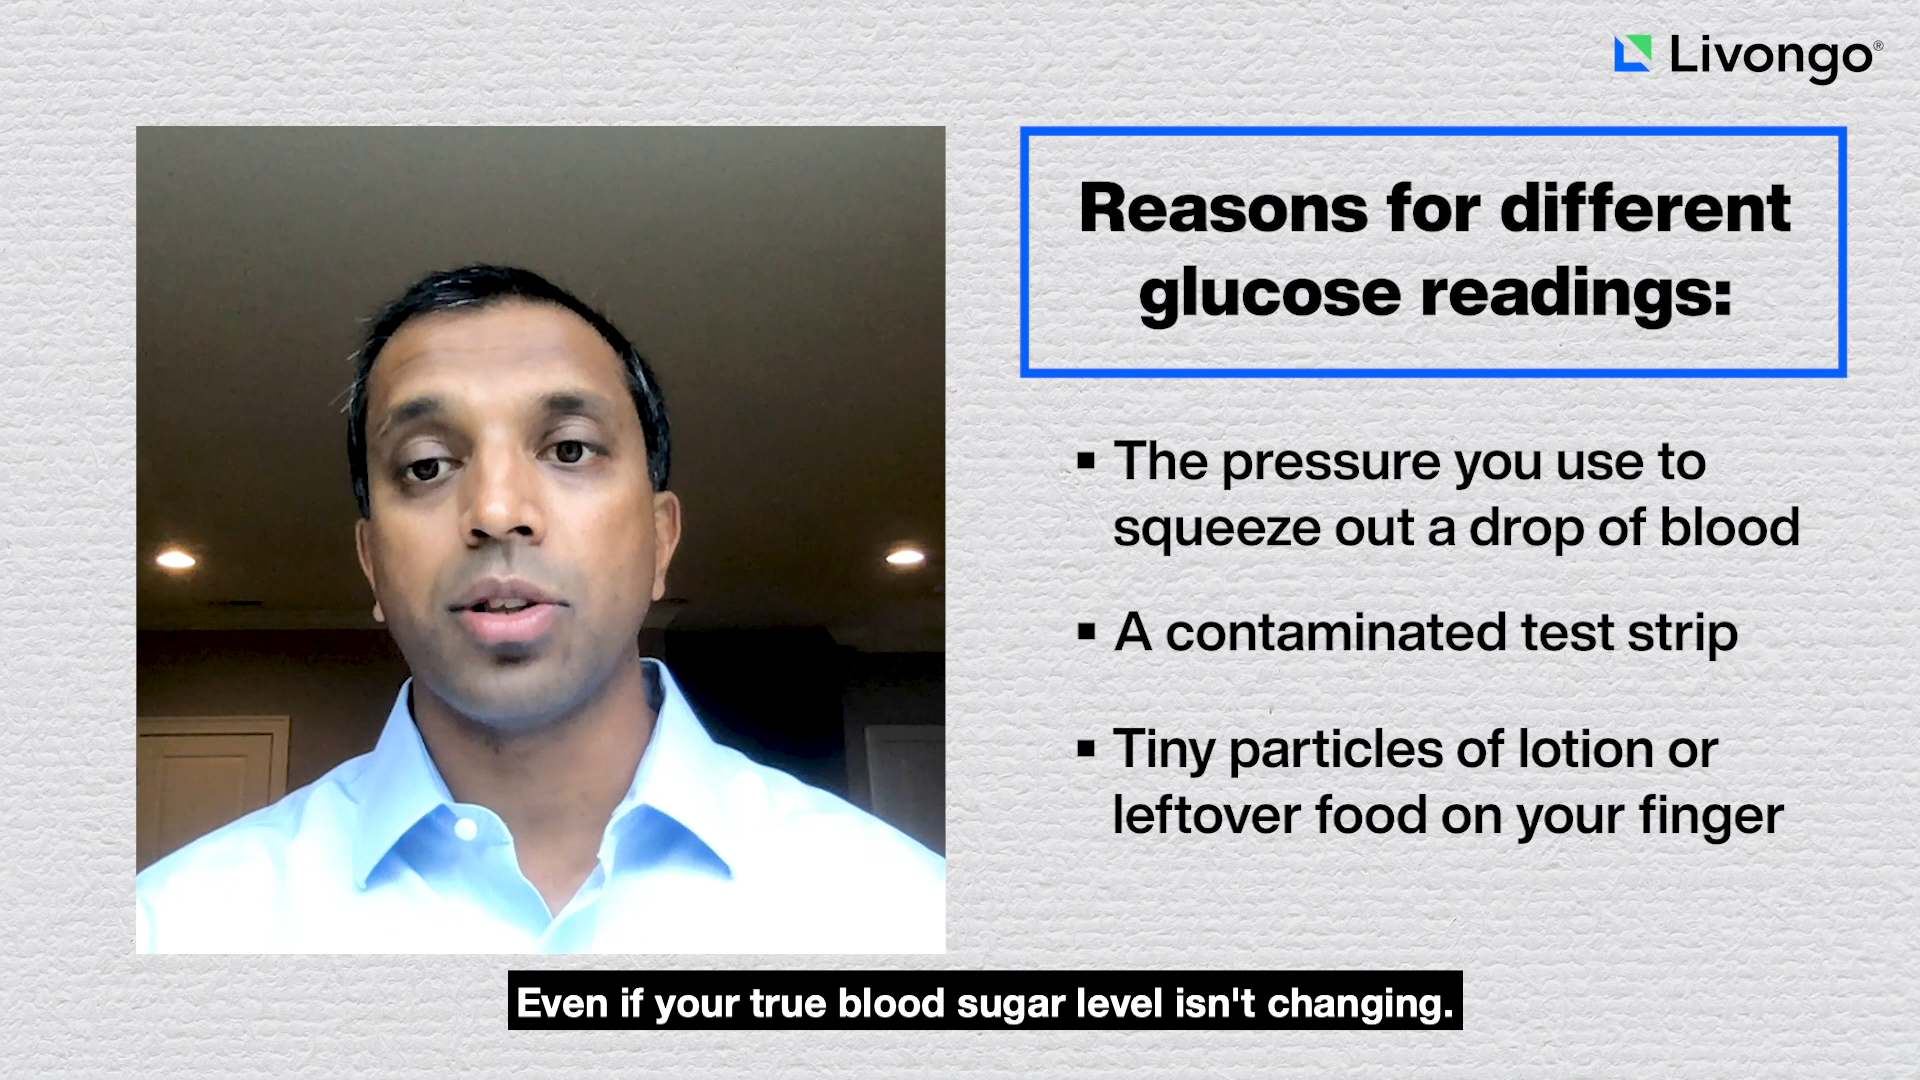 Livongo®
Reasons for different
glucose readings:
▪ The pressure you use to
squeeze out a drop of blood
▪ A contaminated test strip
▪ Tiny particles of lotion or
leftover food on your finger
Even if your true blood sugar level isn't changing.